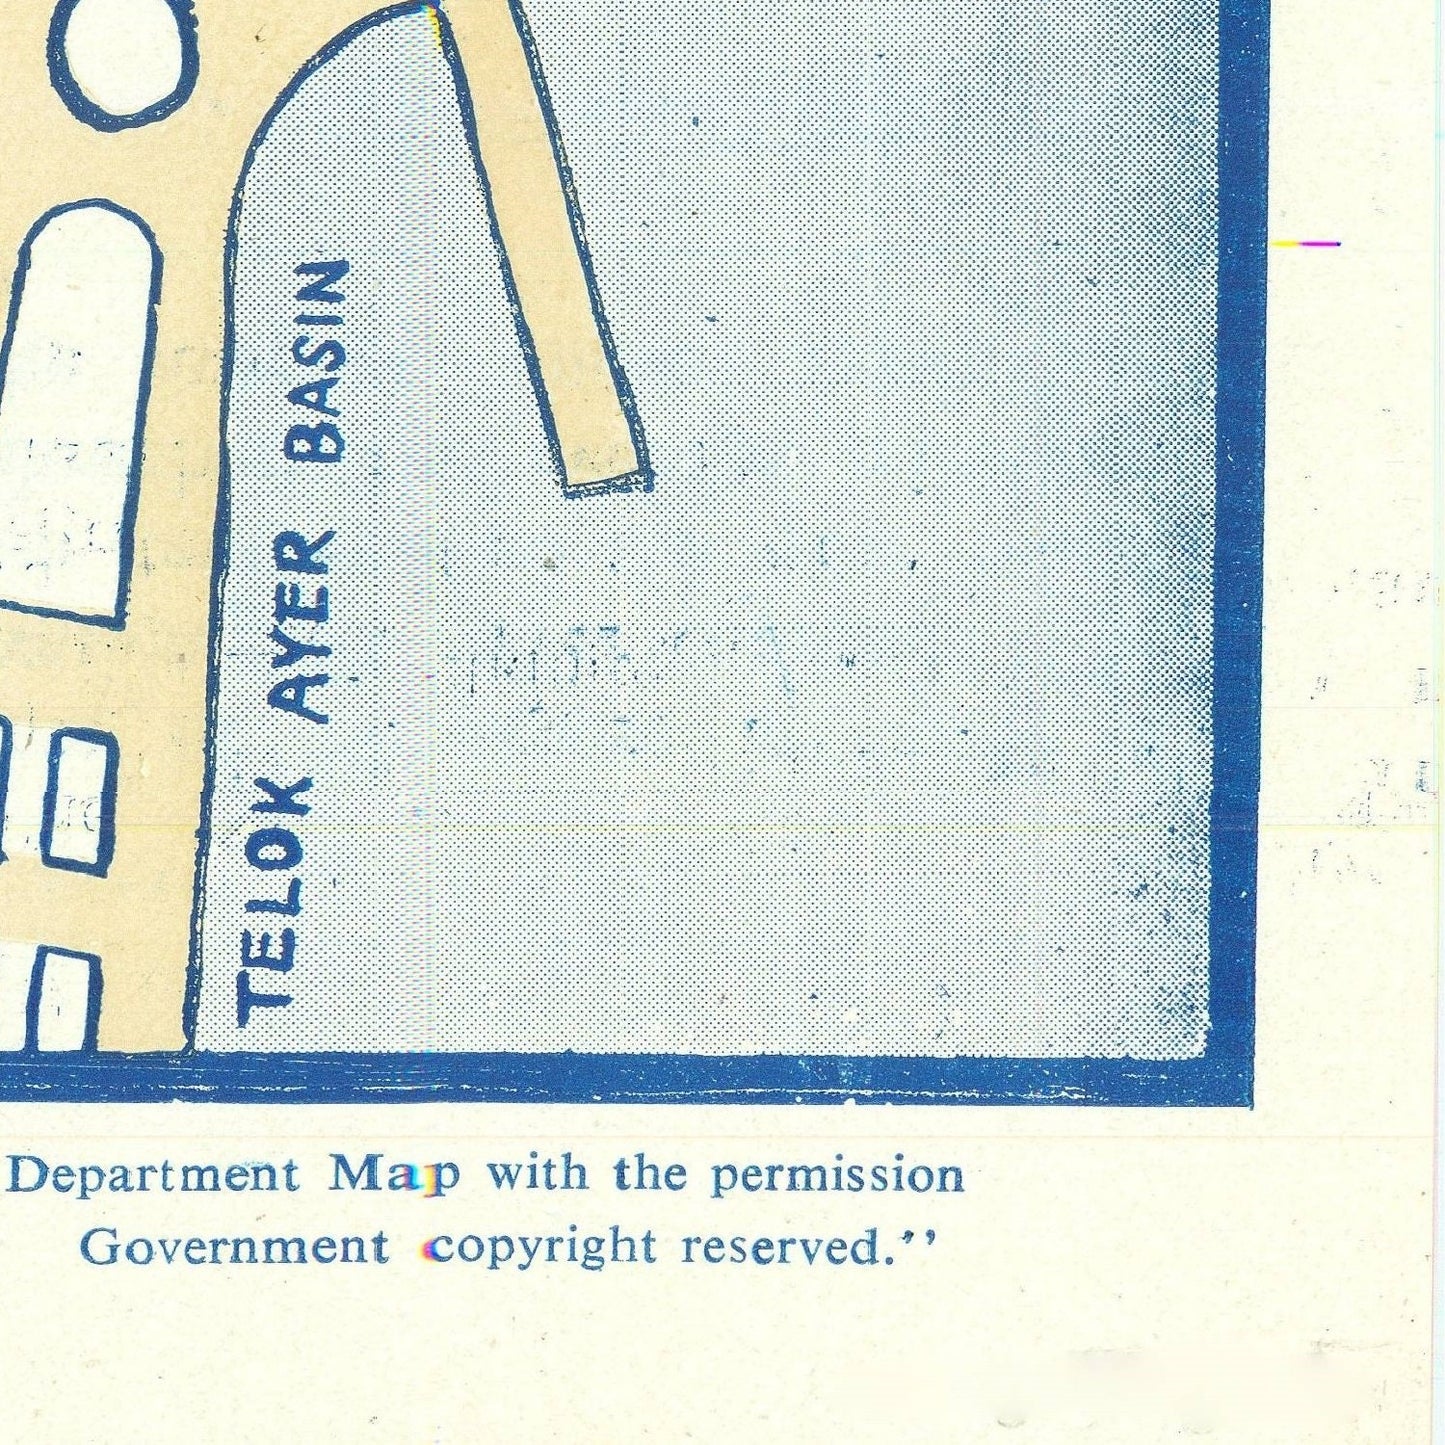 TELOK AYER BASIN
Department Map with the permission
Government copyright reserved.”